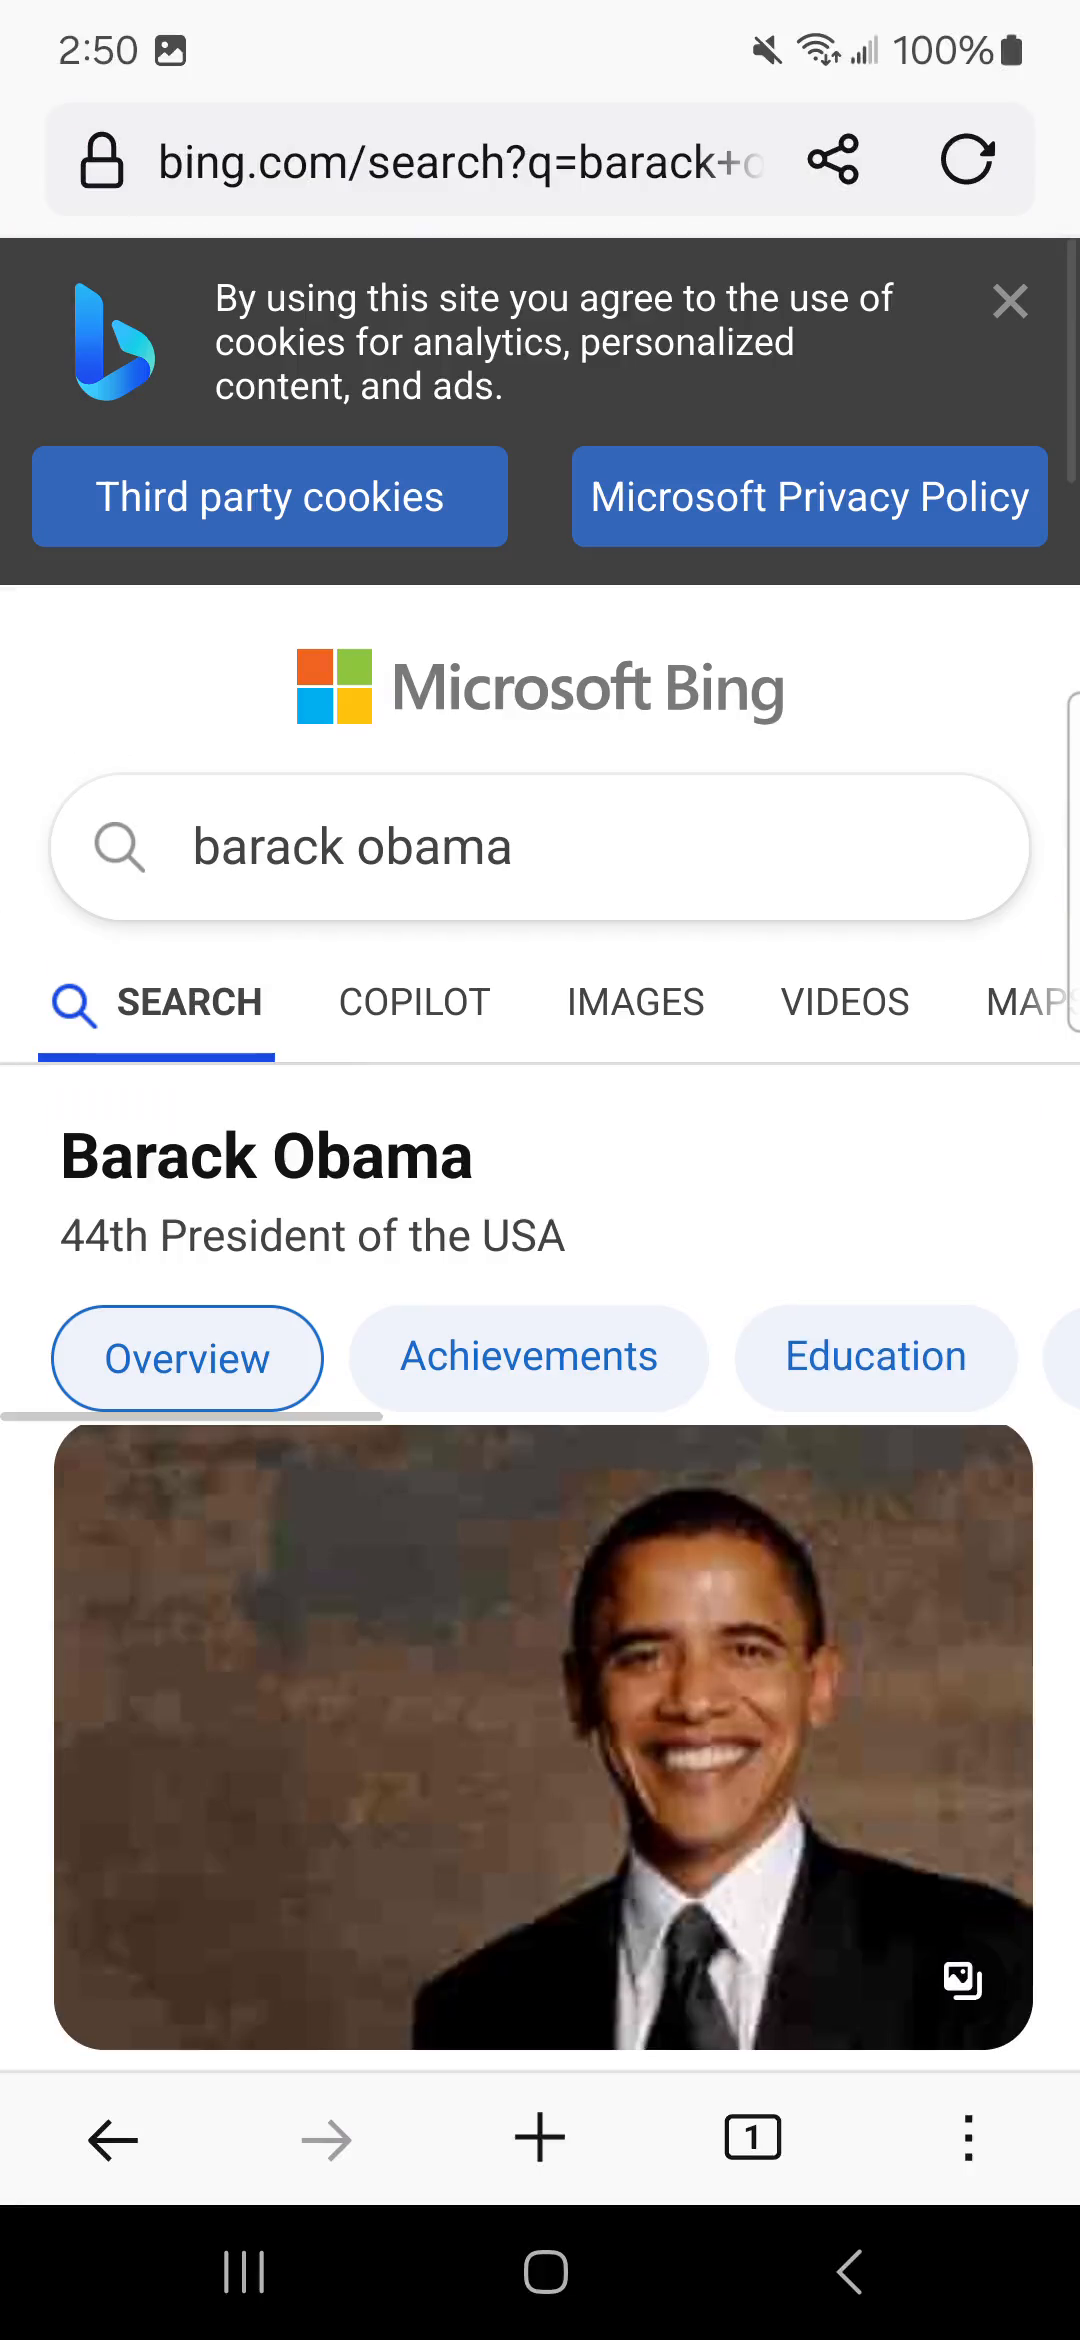 2:50
100%
bing.com/search?q=barack+o
By using this site you agree to the use of
cookies for analytics, personalized
content, and ads.
Third party cookies
Microsoft Privacy Policy
Microsoft Bing
barack obama
SEARCH COPILOT IMAGES VIDEOS MAPS
Barack Obama
44th President of the USA
Overview Achievements Education
1